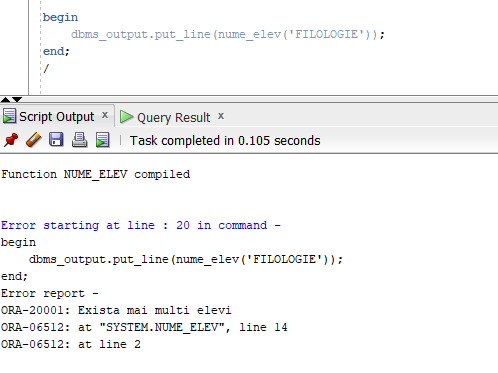 begin
    dbms_output.put_line(nume_elev('FILOLOGIE'));
end;
/
Script Output x Query Result x
Task completed in 0.105 seconds
Function NUME_ELEV compiled
Error starting at line : 20 in command -
begin
    dbms_output.put_line(nume_elev('FILOLOGIE'));
end;
Error report -
ORA-20001: Exista mai multi elevi
ORA-06512: at "SYSTEM.NUME_ELEV", line 14
ORA-06512: at line 2